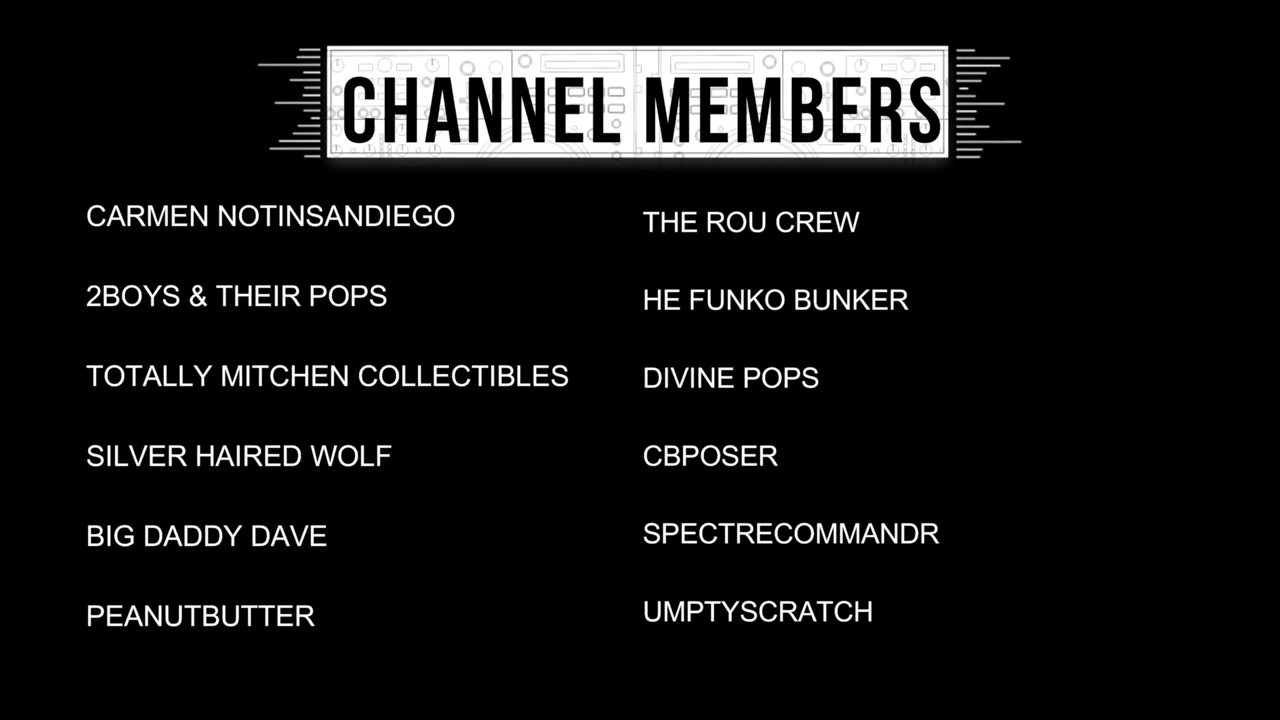 CHANNEL MEMBERS
CARMEN NOTINSANDIEGO
2BOYS & THEIR POPS
TOTALLY MITCHEN COLLECTIBLES
SILVER HAIRED WOLF
BIG DADDY DAVE
PEANUTBUTTER
THE ROU CREW
HE FUNKO BUNKER
DIVINE POPS
CBPOSER
SPECTRECOMMANDR
UMPTYSCRATCH